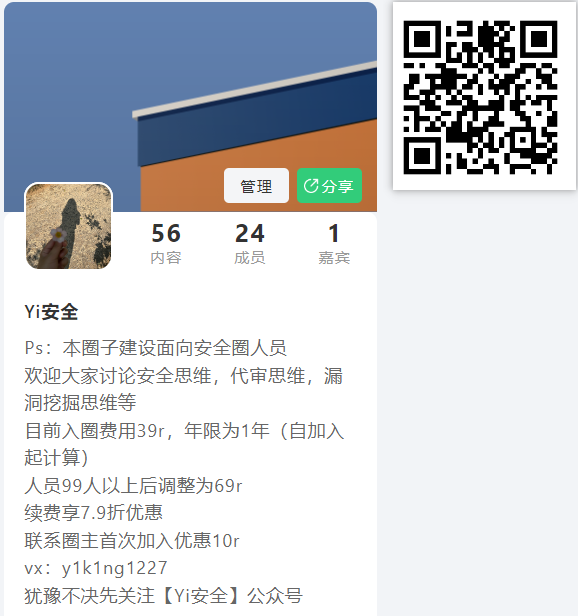 管理
分享
56
24
1
内容
成员
嘉宾
Yi安全
Ps：本圈子建设面向安全圈人员
欢迎大家讨论安全思维，代审思维，漏
洞挖掘思维等
目前入圈费用39r，年限为1年（自加入
起计算）
人员99人以上后调整为69r
续费享7.9折优惠
联系圈主首次加入优惠10r
vx：y1k1ng1227
犹豫不决先关注【Yi安全】公众号